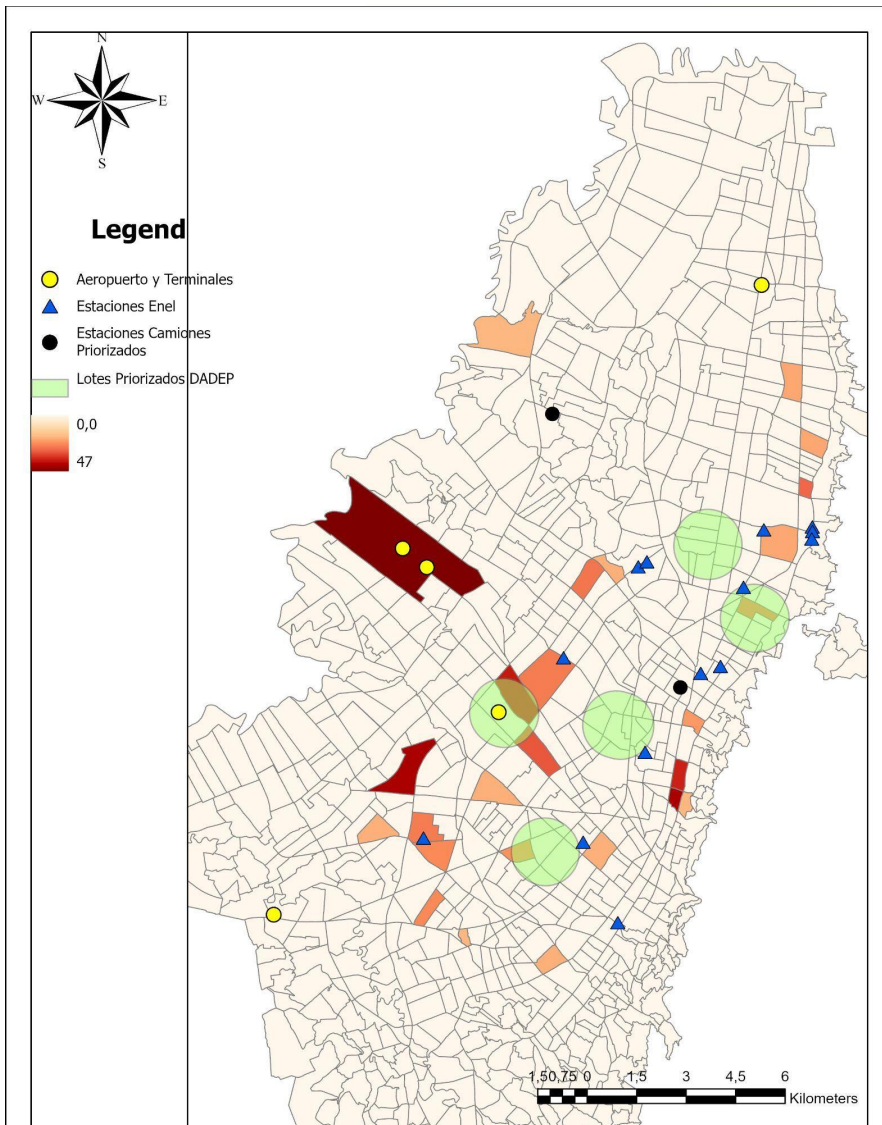 N
W E
S
Legend
Aeropuerto y Terminales
Estaciones Enel
Estaciones Camiones
Priorizados
Lotes Priorizados DADEP
0,0
47
1,50,75 0 1,5 3 4,5 6
Kilometers